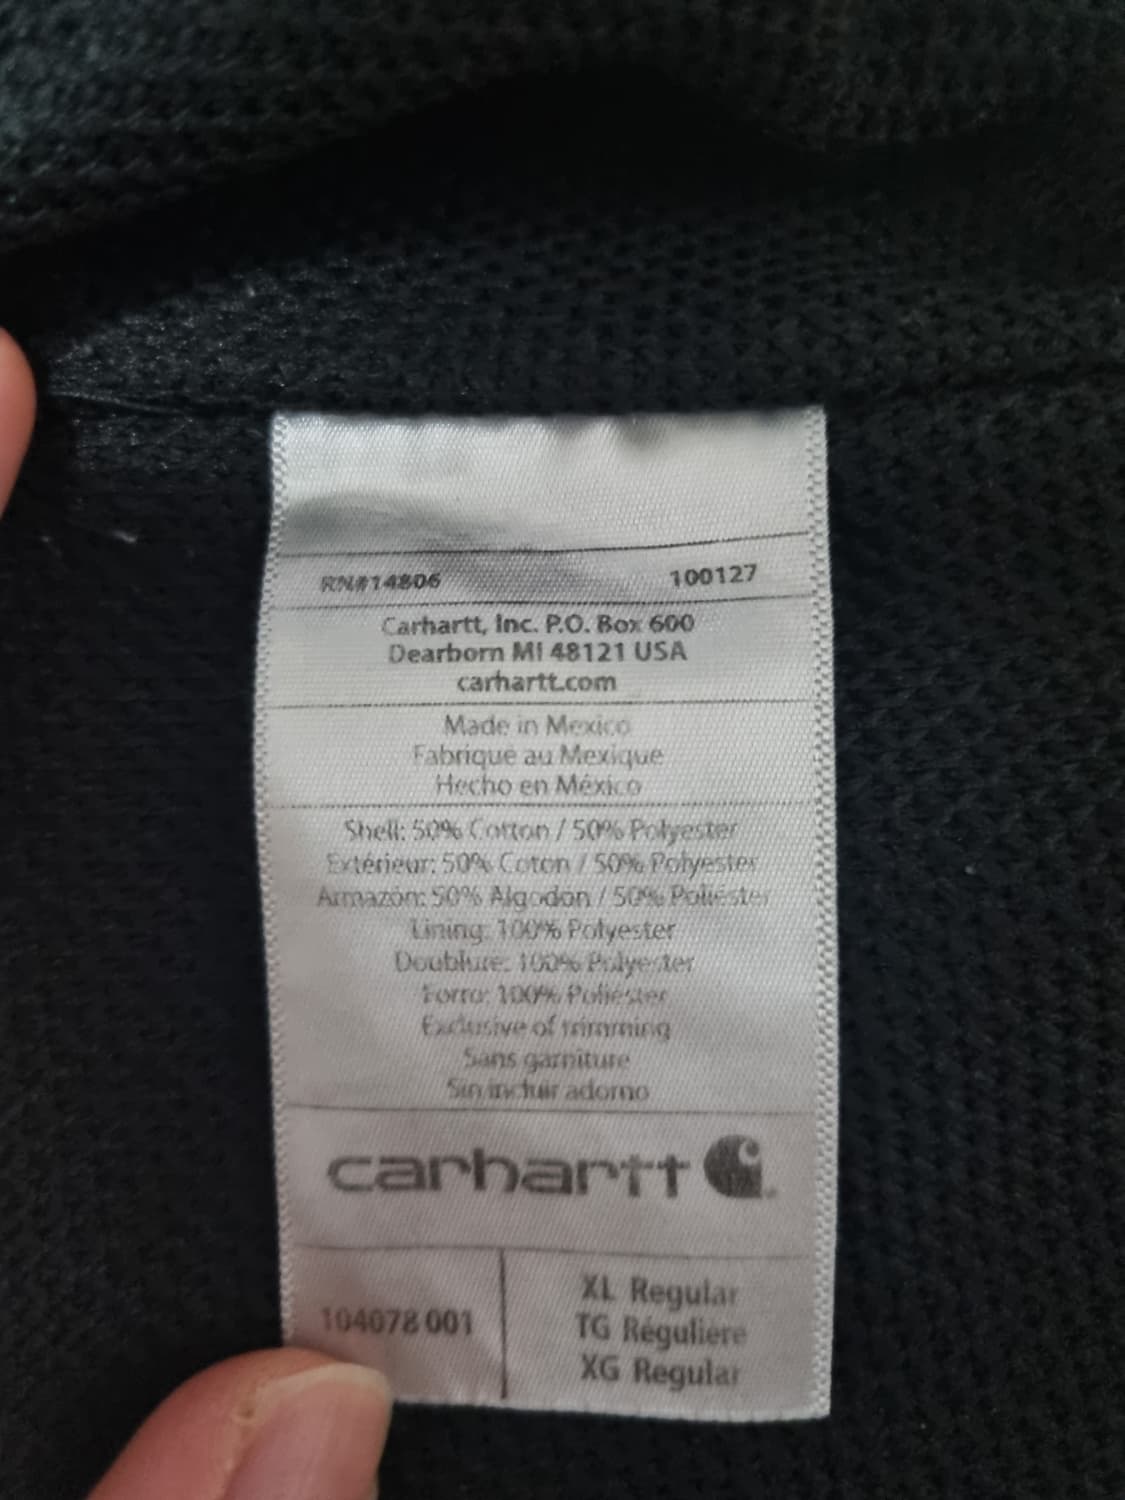 RN#14806 100127
Carhartt, Inc. P.O. Box 600
Dearborn MI 48121 USA
carhartt.com
Made in Mexico
Fabriqué au Mexique
Hecho en México
Shell: 50% Cotton / 50% Polyester
Extérieur: 50% Coton / 50% Polyester
Armazón: 50% Algodon / 50% Poliéster
Lining: 100% Polyester
Doublure: 100% Polyester
Forro: 100% Poliéster
Exclusive of trimming
Sans garniture
Sin incluir adorno
carhartt
104078 001
XL Regular
TG Régulière
XG Regular